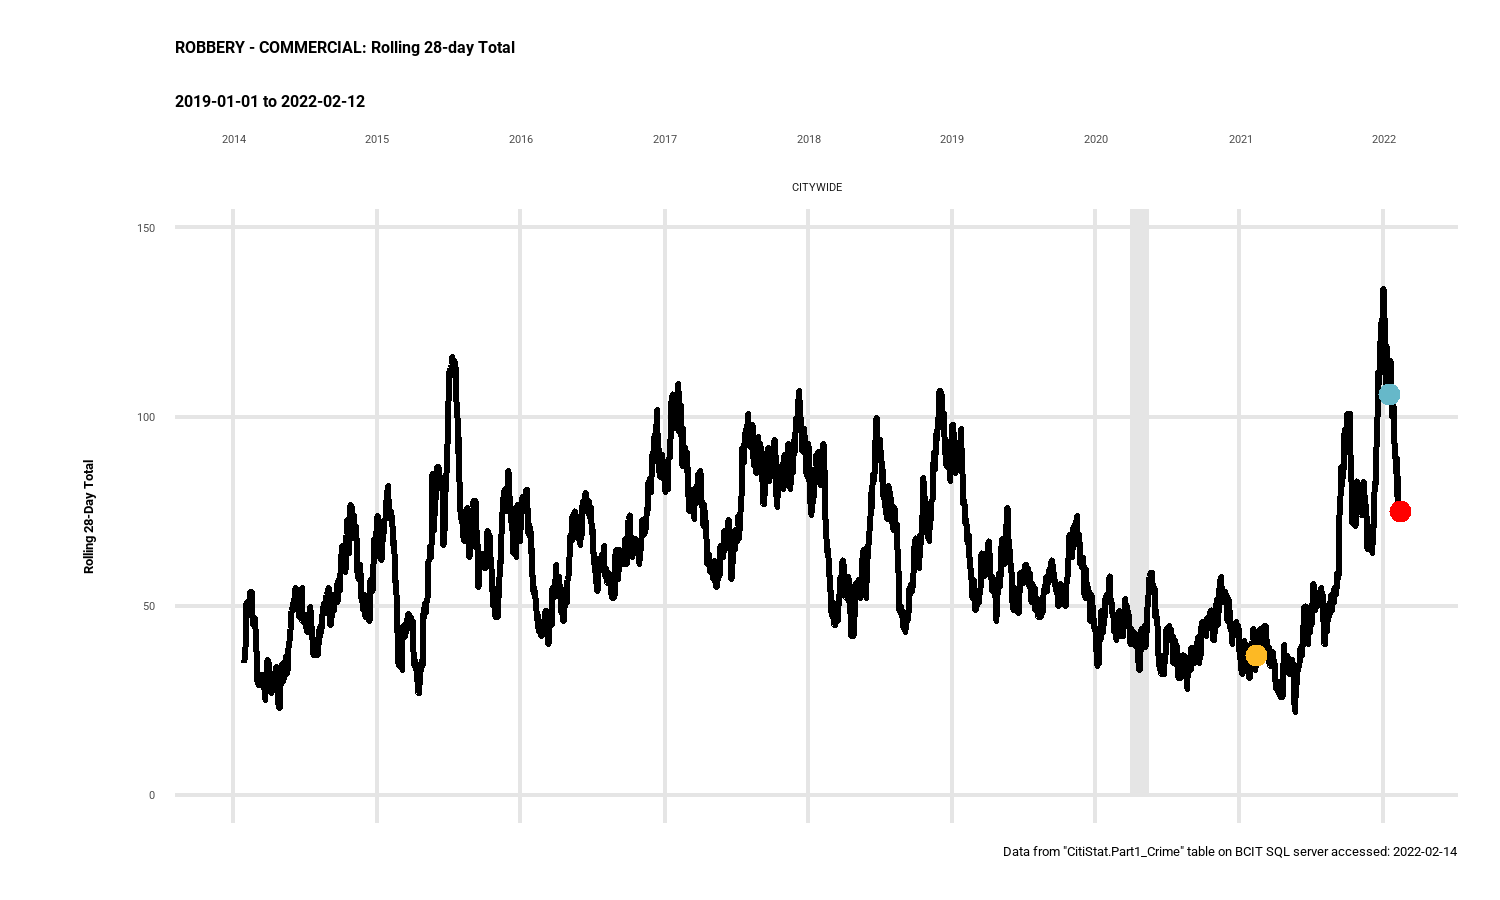 ROBBERY - COMMERCIAL: Rolling 28-day Total
2019-01-01 to 2022-02-12
2014 2015 2016 2017 2018 2019 2020 2021 2022
CITYWIDE
150
100
50
0
Rolling 28-Day Total
Data from "CitiStat.Part1_Crime" table on BCIT SQL server accessed: 2022-02-14